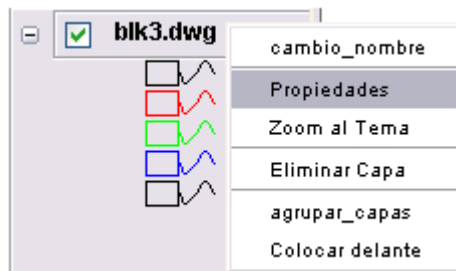 blk3.dwg
cambio_nombre
Propiedades
Zoom al Tema
Eliminar Capa
agrupar_capas
Colocar delante